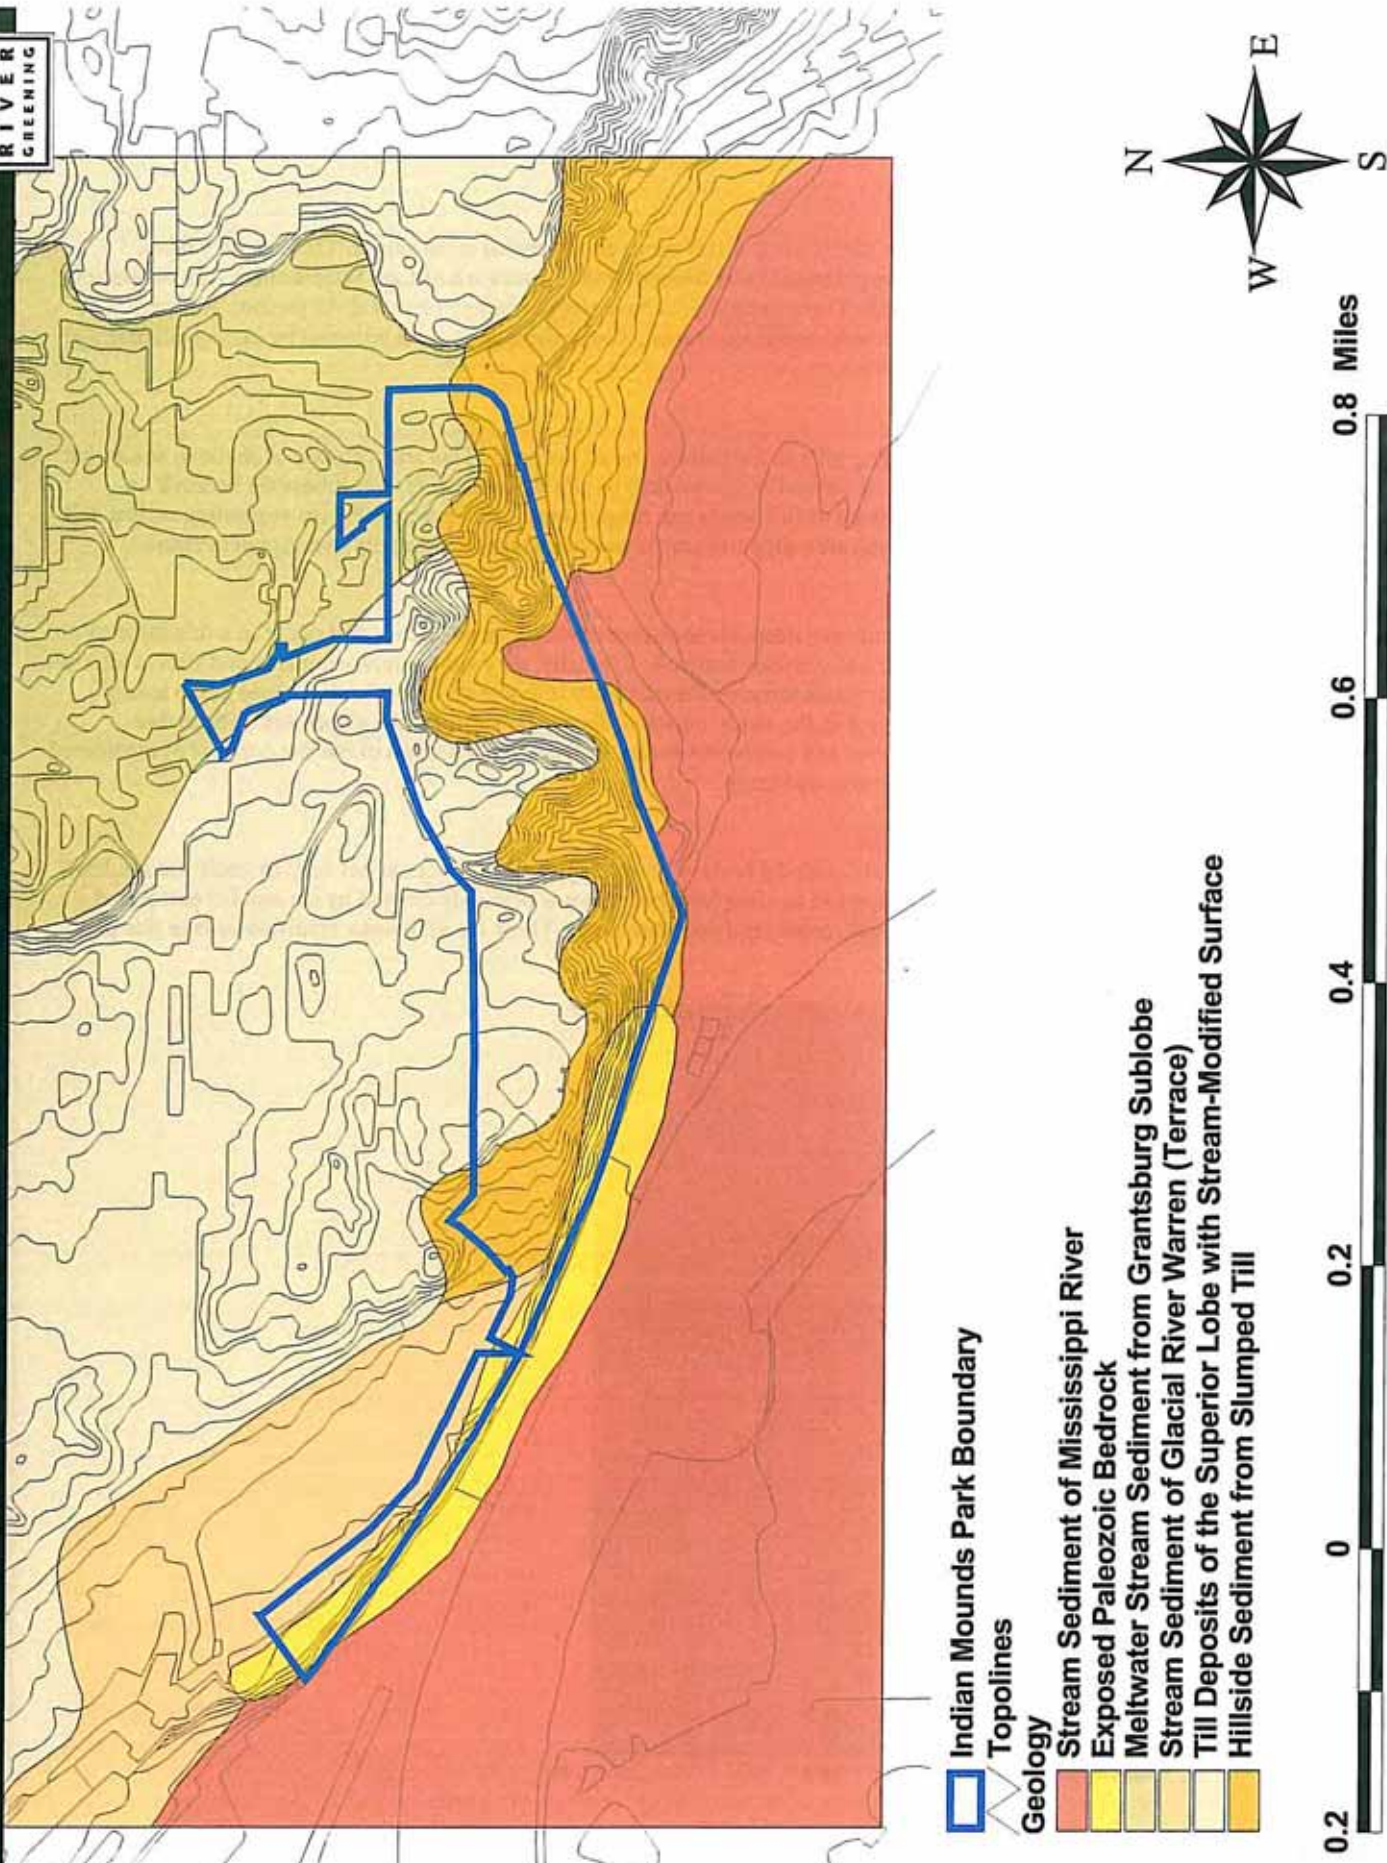 RIVER
GREENING
Indian Mounds Park Boundary
Topolines
Geology
Stream Sediment of Mississippi River
Exposed Paleozoic Bedrock
Meltwater Stream Sediment from Grantsburg Sublobe
Stream Sediment of Glacial River Warren (Terrace)
Till Deposits of the Superior Lobe with Stream-Modified Surface
Hillside Sediment from Slumped Till
N
W E
S
0.2 0 0.2 0.4 0.6 0.8 Miles